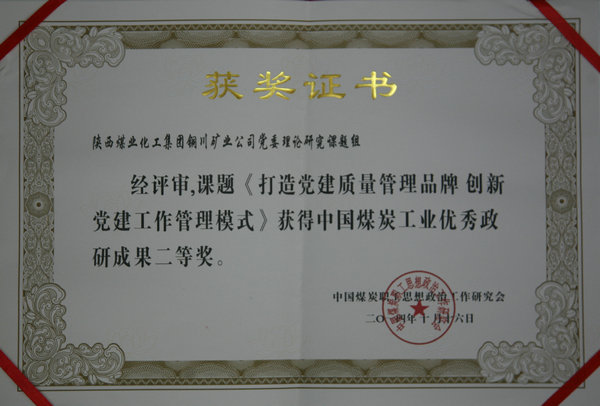 获奖证书
陕西煤业化工集团铜川矿业公司党委理论研究课题组
经评审,课题《打造党建质量管理品牌 创新
党建工作管理模式》获得中国煤炭工业优秀政
研成果二等奖。
中国煤炭职工思想政治工作研究会
二〇一四年十月十六日